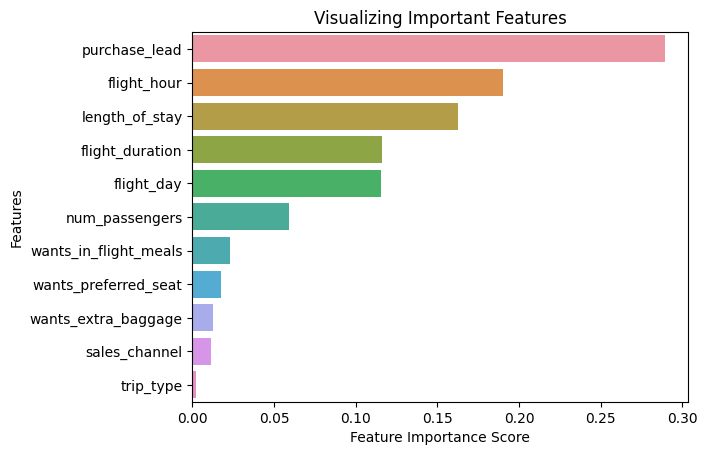 Visualizing Important Features
purchase_lead
flight_hour
length_of_stay
flight_duration
flight_day
num_passengers
wants_in_flight_meals
wants_preferred_seat
wants_extra_baggage
sales_channel
trip_type
Features
0.00 0.05 0.10 0.15 0.20 0.25 0.30
Feature Importance Score